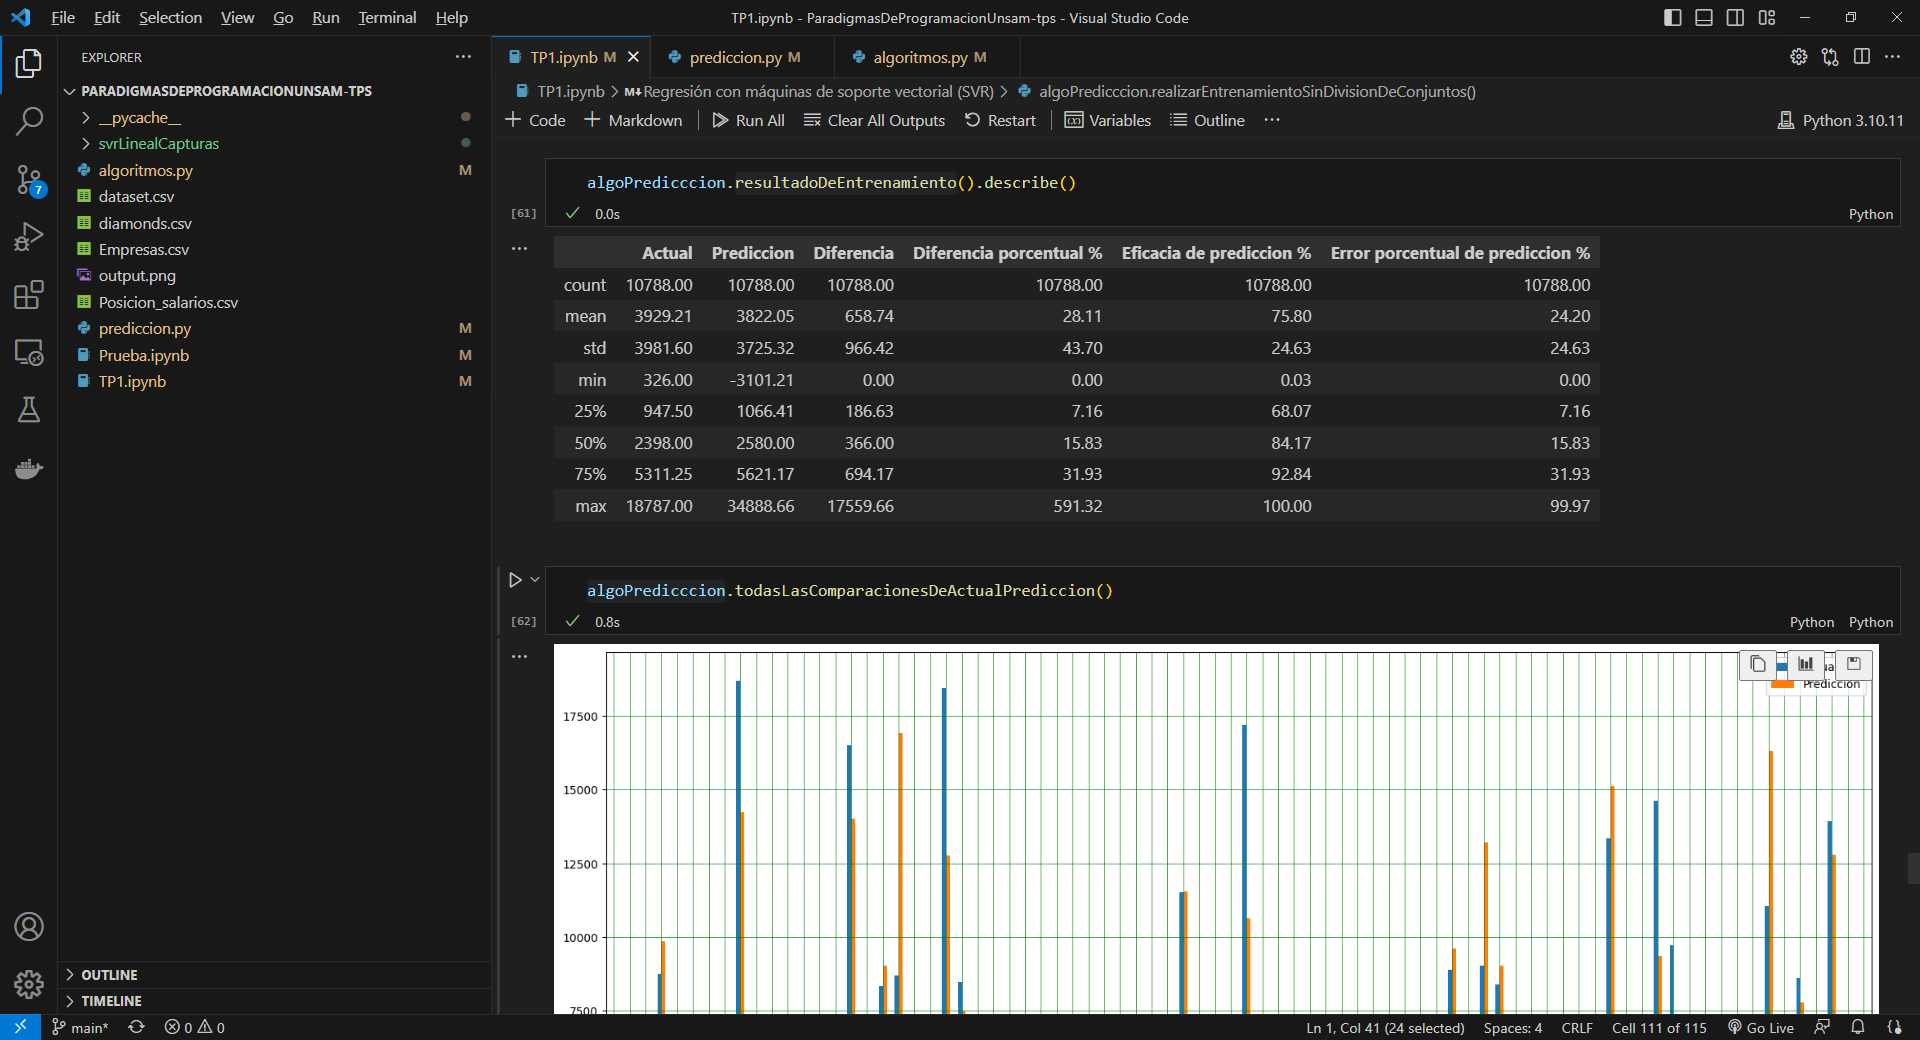 File Edit Selection View Go Run Terminal Help
TP1.ipynb - ParadigmasDeProgramacionUnsam-tps - Visual Studio Code
EXPLORER
PARADIGMASDEPROGRAMACIONUNSAM-TPS
__pycache__
svrLinealCapturas
algoritmos.py M
dataset.csv
diamonds.csv
Empresas.csv
output.png
Posicion_salarios.csv
prediccion.py M
Prueba.ipynb M
TP1.ipynb M
OUTLINE
TIMELINE
7
TP1.ipynb M prediccion.py M algoritmos.py M
TP1.ipynb > M↓ Regresión con máquinas de soporte vectorial (SVR) > algoPredicccion.realizarEntrenamientoSinDivisionDeConjuntos()
+ Code + Markdown Run All Clear All Outputs Restart Variables Outline ... Python 3.10.11
algoPredicccion.resultadoDeEntrenamiento().describe()
[61] 0.0s Python
Actual Prediccion Diferencia Diferencia porcentual % Eficacia de prediccion % Error porcentual de prediccion %
count 10788.00 10788.00 10788.00 10788.00 10788.00 10788.00
mean 3929.21 3822.05 658.74 28.11 75.80 24.20
std 3981.60 3725.32 966.42 43.70 24.63 24.63
min 326.00 -3101.21 0.00 0.00 0.03 0.00
25% 947.50 1066.41 186.63 7.16 68.07 7.16
50% 2398.00 2580.00 366.00 15.83 84.17 15.83
75% 5311.25 5621.17 694.17 31.93 92.84 31.93
max 18787.00 34888.66 17559.66 591.32 100.00 99.97
algoPredicccion.todasLasComparacionesDeActualPrediccion()
[62] 0.8s Python Python
ua
Prediccion
17500
15000
12500
10000
7500
main* 0 0 Ln 1, Col 41 (24 selected) Spaces: 4 CRLF Cell 111 of 115 Go Live